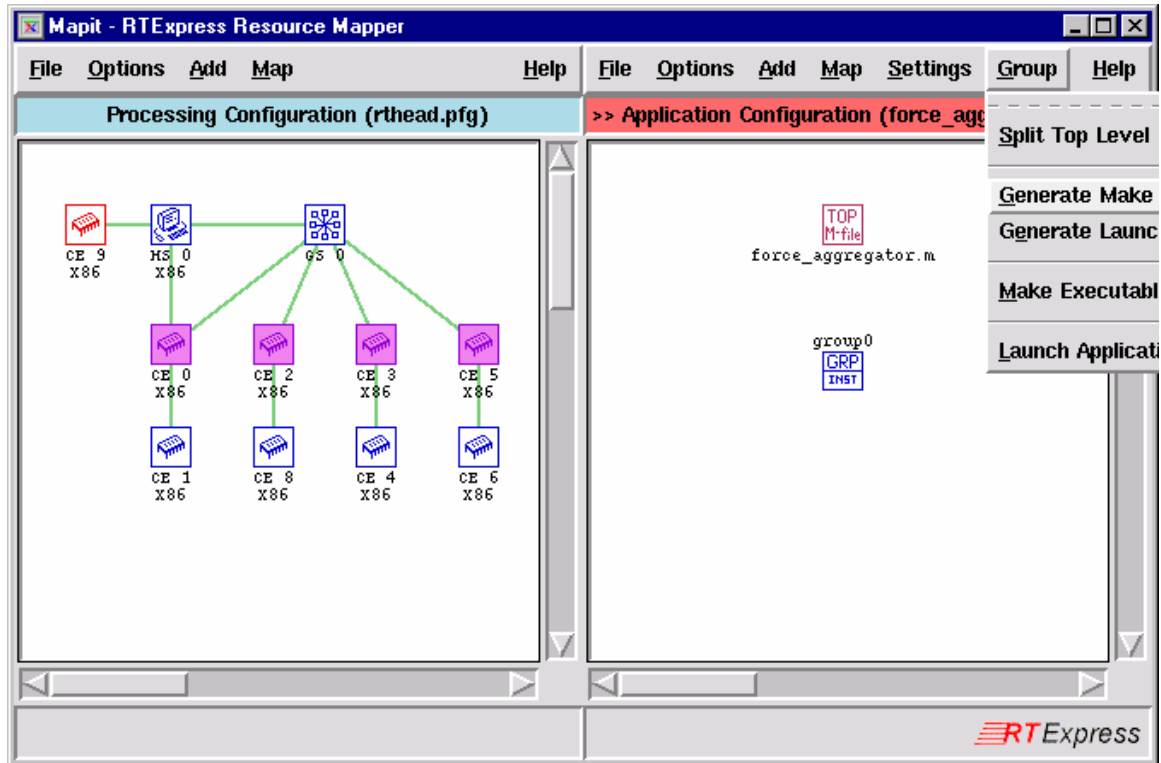 Mapit - RTExpress Resource Mapper
File Options Add Map Help
File Options Add Map Settings Group Help
Processing Configuration (rthead.pfg)
>> Application Configuration (force_agg
Split Top Level
Generate Make
Generate Launc
Make Executabl
Launch Applicati
CE 9
X86
HS 0
X86
GS 0
CE 0
X86
CE 2
X86
CE 3
X86
CE 5
X86
CE 1
X86
CE 8
X86
CE 4
X86
CE 6
X86
TOP
M-file
force_aggregator.m
group0
GRP
INST
RTExpress